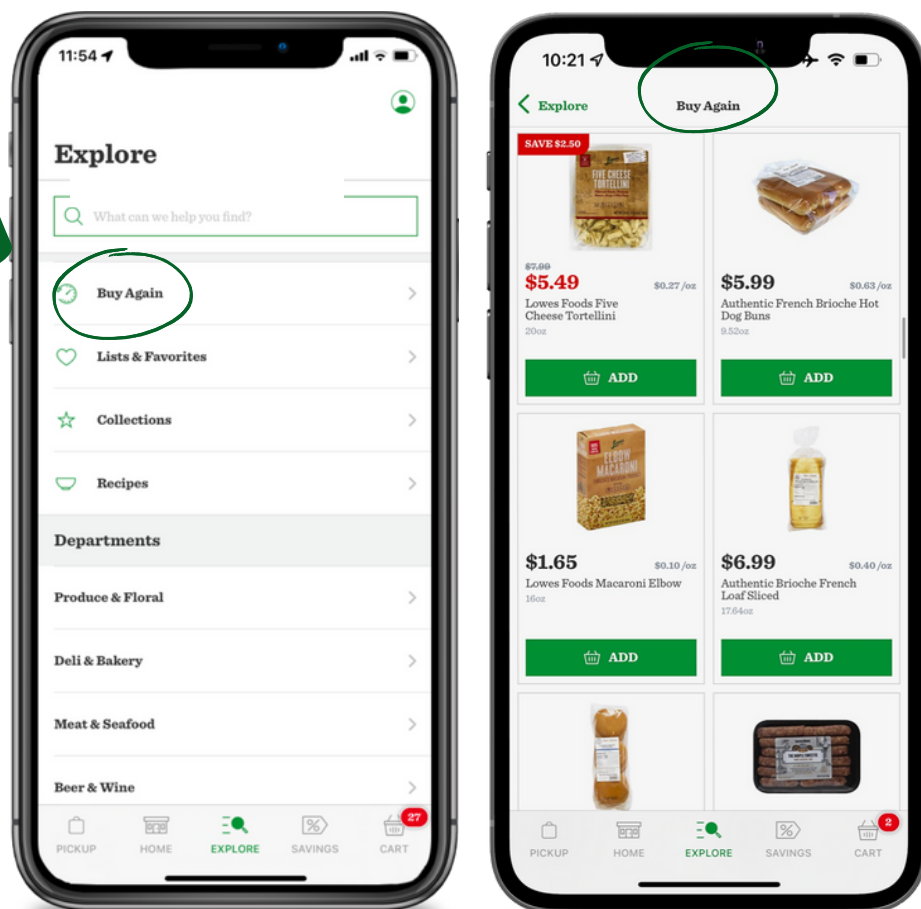 11:54
Explore
What can we help you find?
Buy Again
Lists & Favorites
Collections
Recipes
Departments
Produce & Floral
Deli & Bakery
Meat & Seafood
Beer & Wine
27
PICKUP
HOME
EXPLORE
SAVINGS
CART
10:21
Explore
Buy Again
SAVE $2.50
FIVE CHEESE
TORTELLINI
$7.99
$5.49
$0.27 /oz
Lowes Foods Five
Cheese Tortellini
20oz
ADD
$5.99
$0.63 /oz
Authentic French Brioche Hot
Dog Buns
9.52oz
ADD
ELBOW
MACARONI
$1.65
$0.10 /oz
Lowes Foods Macaroni Elbow
16oz
ADD
$6.99
$0.40 /oz
Authentic Brioche French
Loaf Sliced
17.64oz
ADD
2
PICKUP
HOME
EXPLORE
SAVINGS
CART